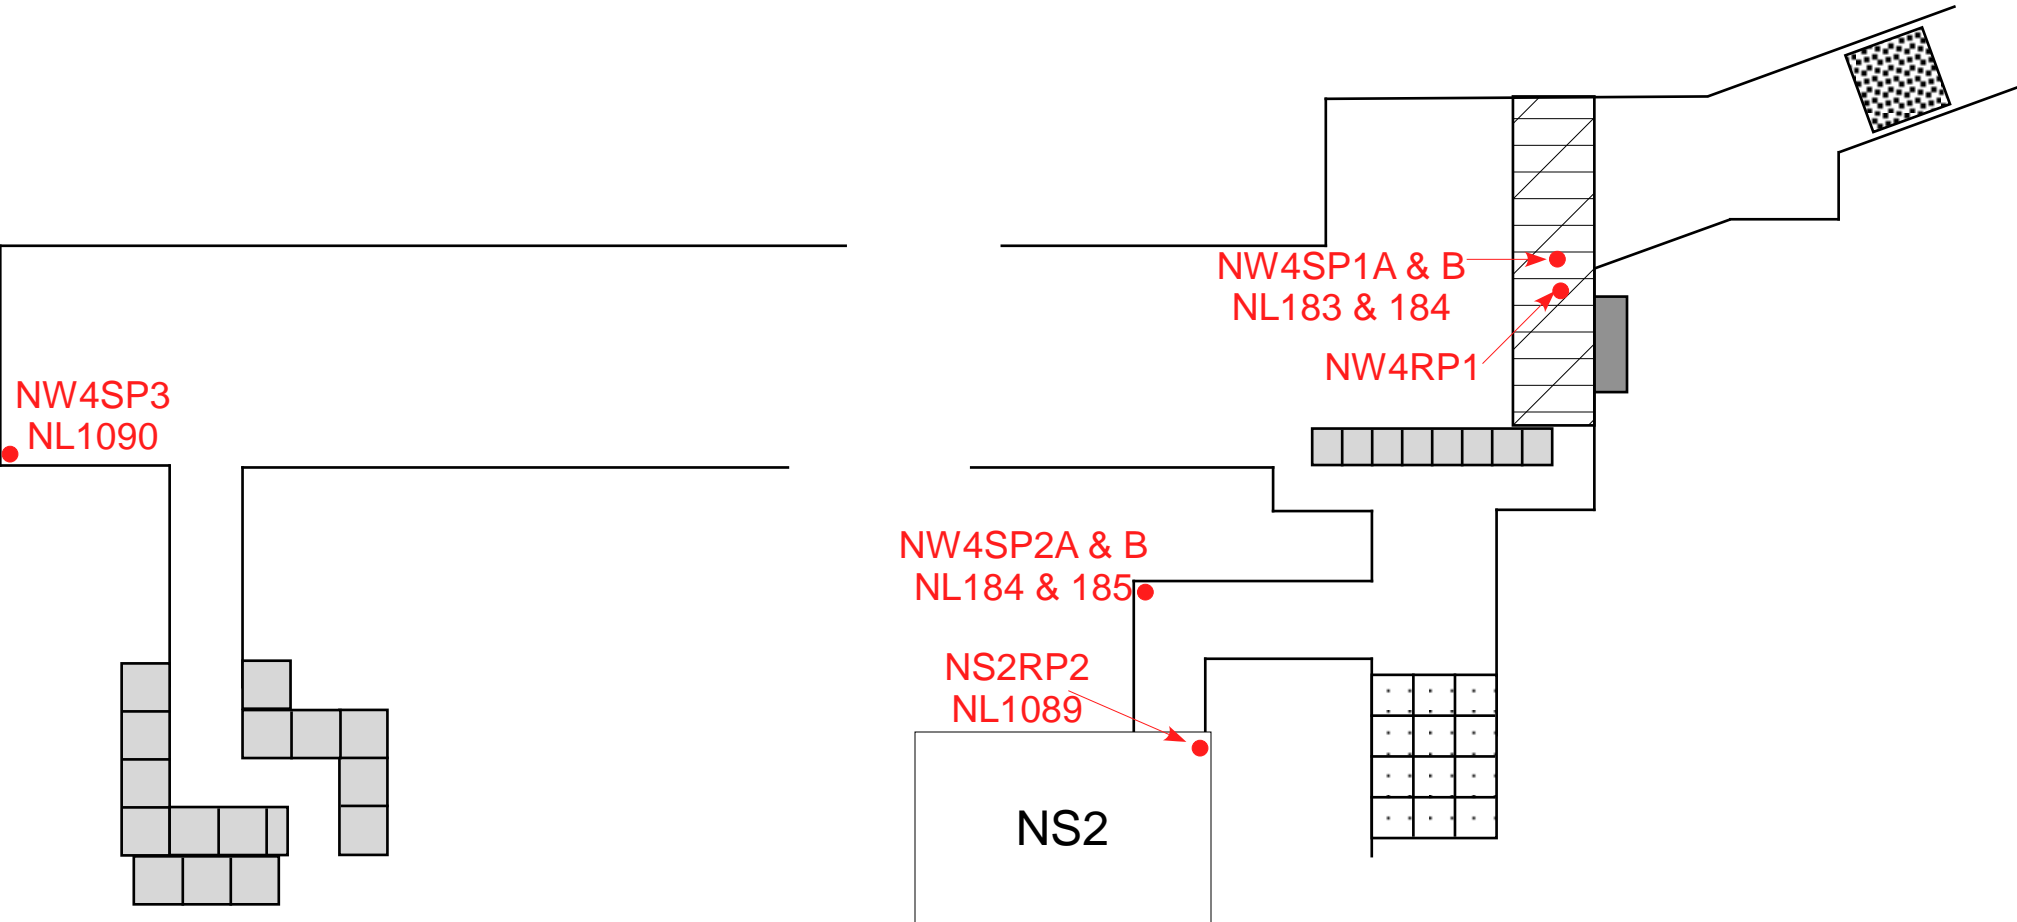 NW4SP1A & B
NL183 & 184
NW4RP1
NW4SP3
NL1090
NW4SP2A & B
NL184 & 185
NS2RP2
NL1089
NS2